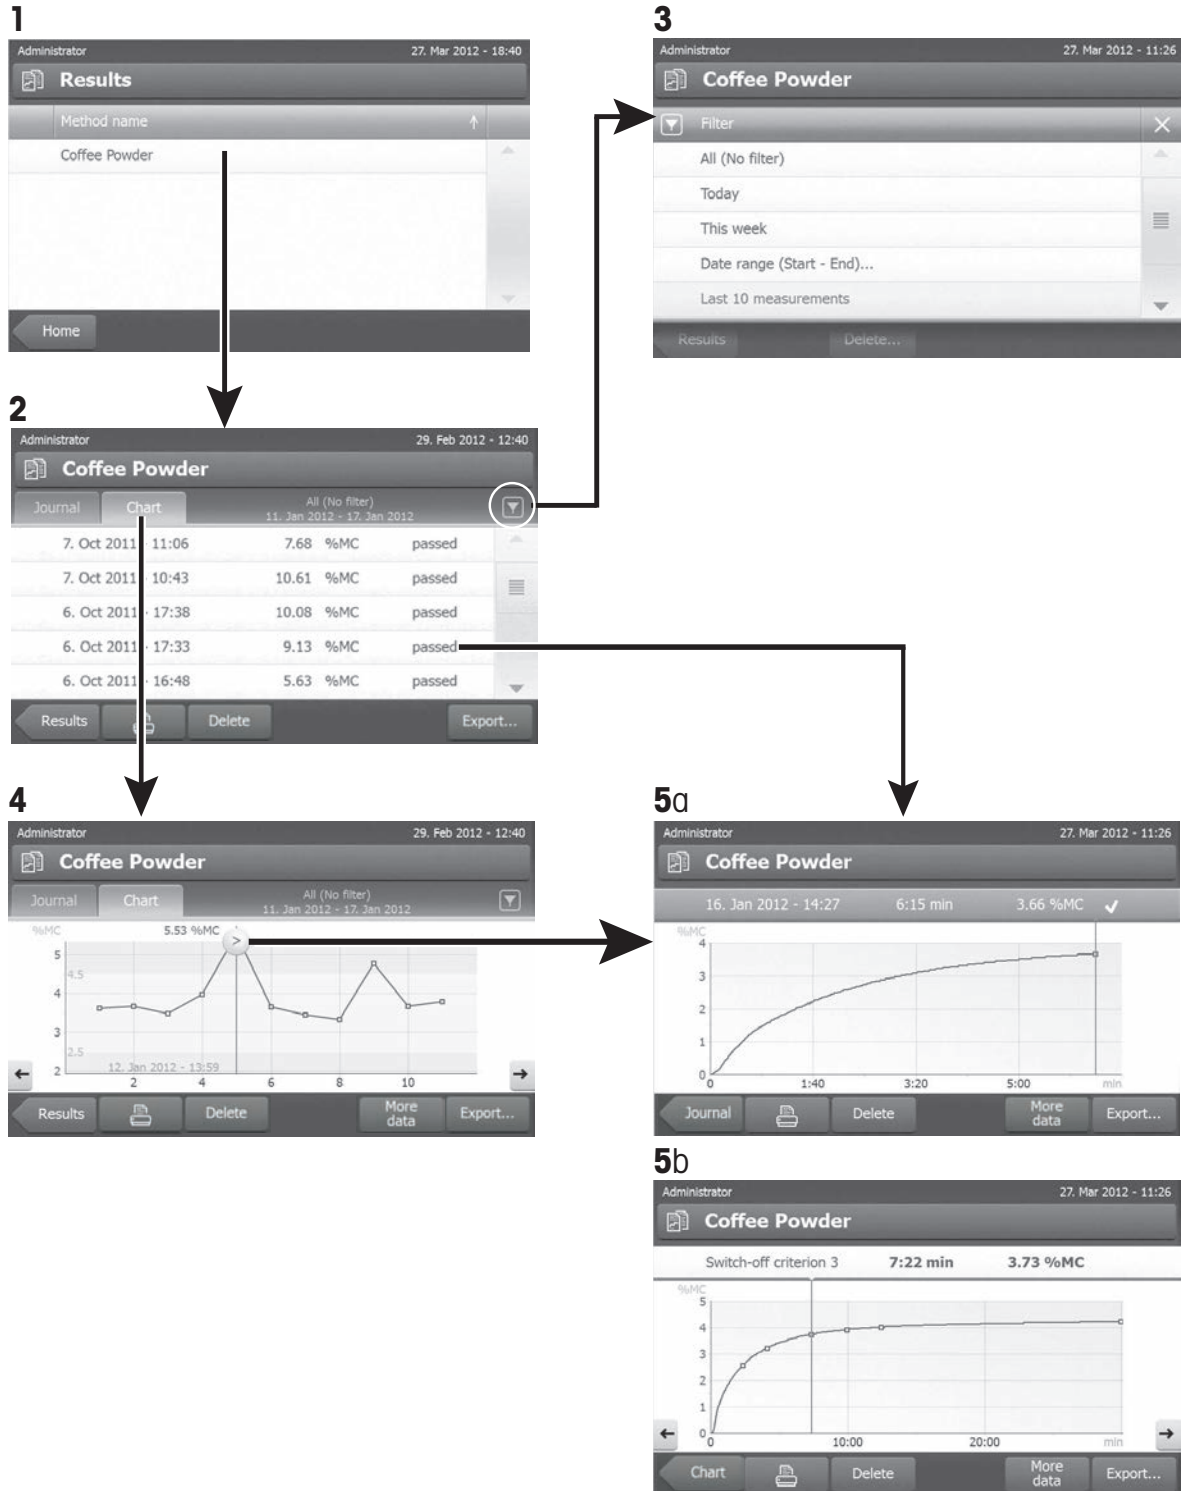 1
Administrator 27. Mar 2012 - 18:40
Results
Method name
Coffee Powder
Home
3
Administrator 27. Mar 2012 - 11:26
Coffee Powder
Filter
All (No filter)
Today
This week
Date range (Start - End)...
Last 10 measurements
Results Delete...
2
Administrator 29. Feb 2012 - 12:40
Coffee Powder
Journal Chart All (No filter)
11. Jan 2012 - 17. Jan 2012
7. Oct 2011 - 11:06 7.68 %MC passed
7. Oct 2011 - 10:43 10.61 %MC passed
6. Oct 2011 - 17:38 10.08 %MC passed
6. Oct 2011 - 17:33 9.13 %MC passed
6. Oct 2011 - 16:48 5.63 %MC passed
Results Delete Export...
4
Administrator 29. Feb 2012 - 12:40
Coffee Powder
Journal Chart All (No filter)
11. Jan 2012 - 17. Jan 2012
%MC 5.53 %MC >
5
4.5
4
3
2.5
2 12. Jan 2012 - 13:59
2 4 6 8 10
Results Delete More data Export...
5a
Administrator 27. Mar 2012 - 11:26
Coffee Powder
16. Jan 2012 - 14:27 6:15 min 3.66 %MC
%MC
4
3
2
1
0
0 1:40 3:20 5:00 min
Journal Delete More data Export...
5b
Administrator 27. Mar 2012 - 11:26
Coffee Powder
Switch-off criterion 3 7:22 min 3.73 %MC
%MC
5
4
3
2
1
0
0 10:00 20:00 min
Chart Delete More data Export...